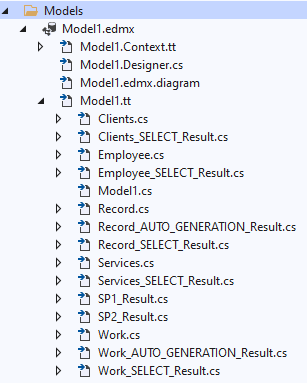 Models
Model1.edmx
Model1.Context.tt
Model1.Designer.cs
Model1.edmx.diagram
Model1.tt
Clients.cs
Clients_SELECT_Result.cs
Employee.cs
Employee_SELECT_Result.cs
Model1.cs
Record.cs
Record_AUTO_GENERATION_Result.cs
Record_SELECT_Result.cs
Services.cs
Services_SELECT_Result.cs
SP1_Result.cs
SP2_Result.cs
Work.cs
Work_AUTO_GENERATION_Result.cs
Work_SELECT_Result.cs